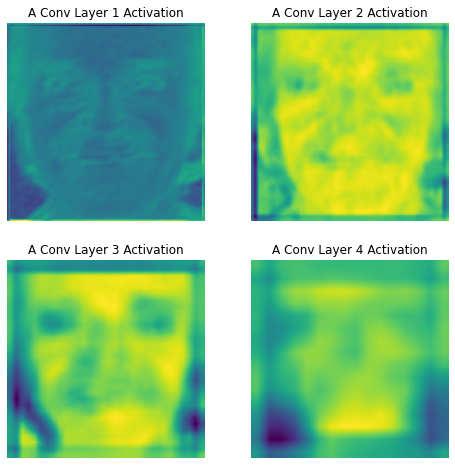 A Conv Layer 1 Activation
A Conv Layer 2 Activation
A Conv Layer 3 Activation
A Conv Layer 4 Activation